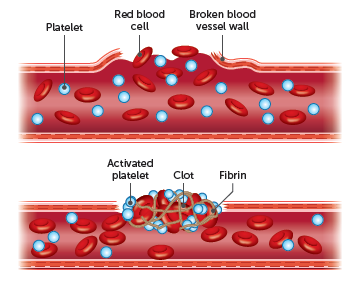 Platelet
Red blood
cell
Broken blood
vessel wall
Activated
platelet
Clot
Fibrin